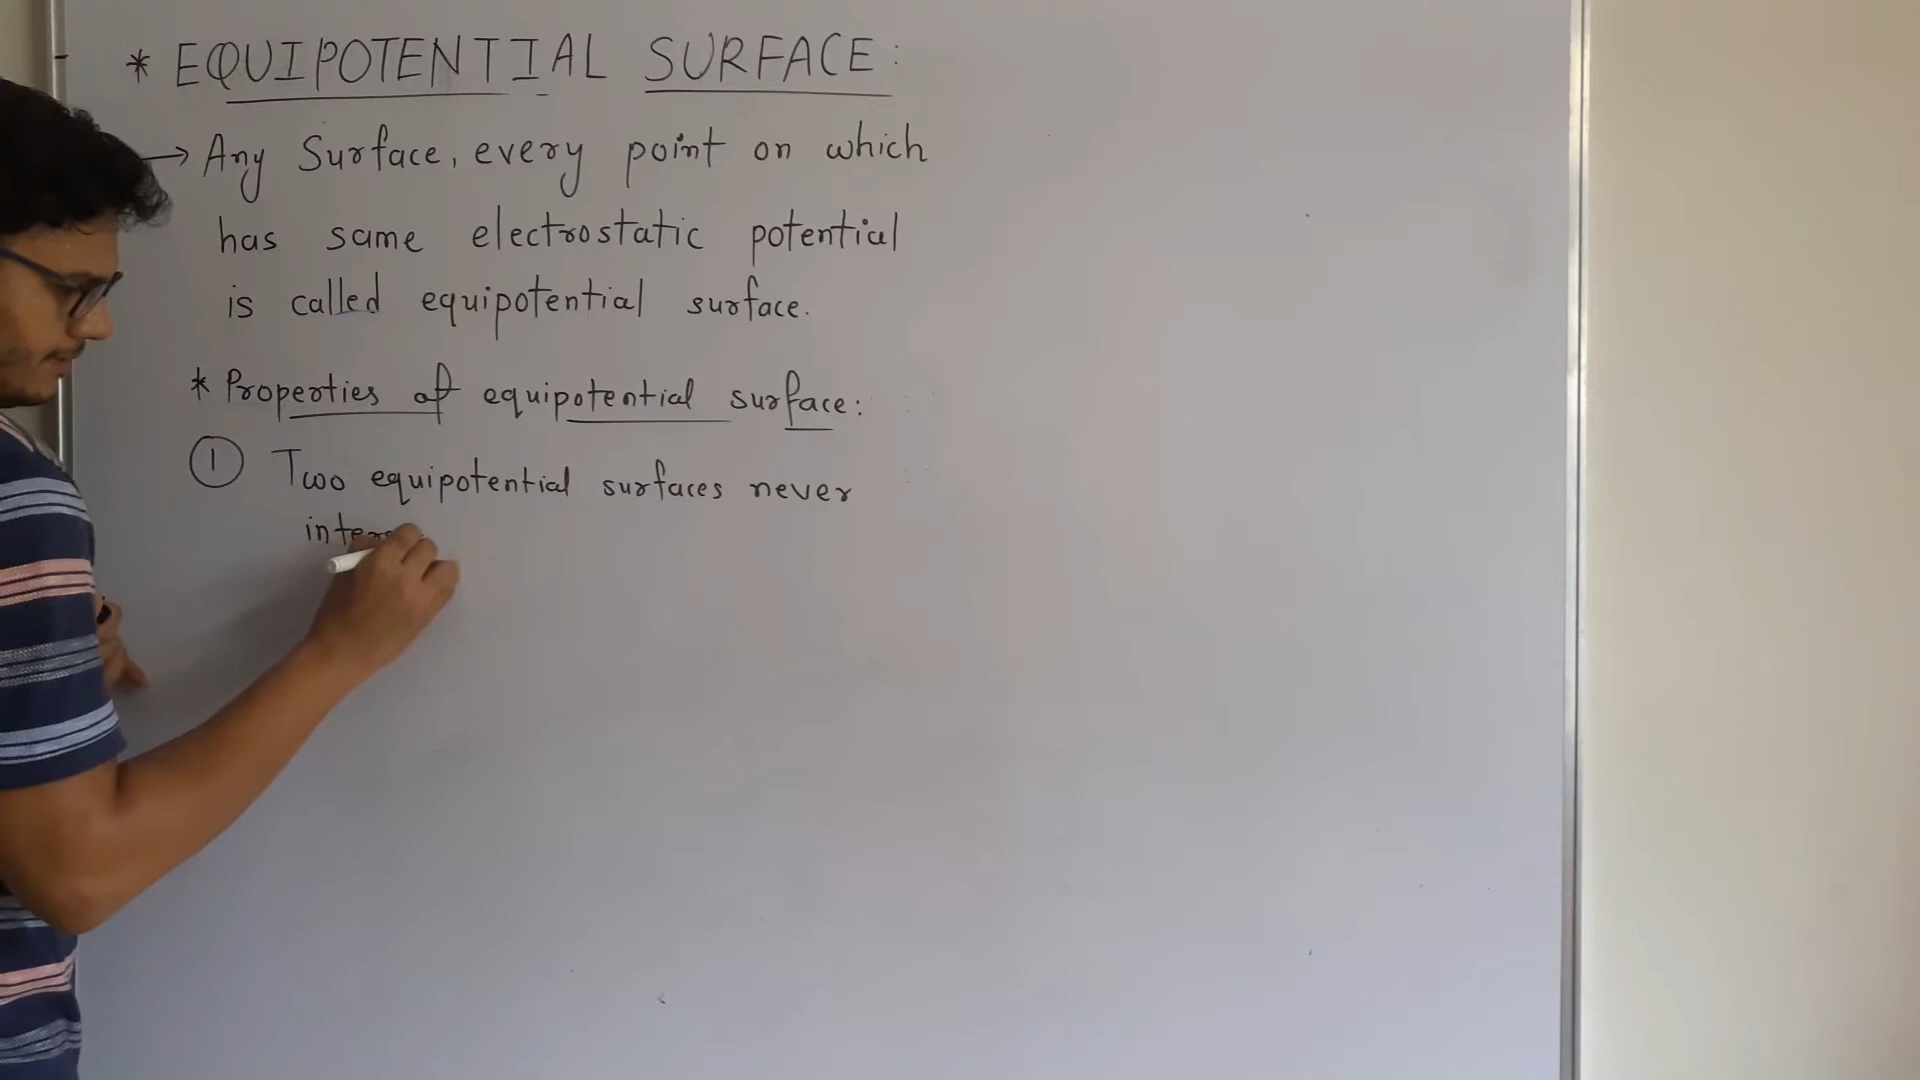 * EQUIPOTENTIAL SURFACE:
→ Any Surface, every point on which
has same electrostatic potential
is called equipotential surface.
* Properties of equipotential surface:
① Two equipotential surfaces never